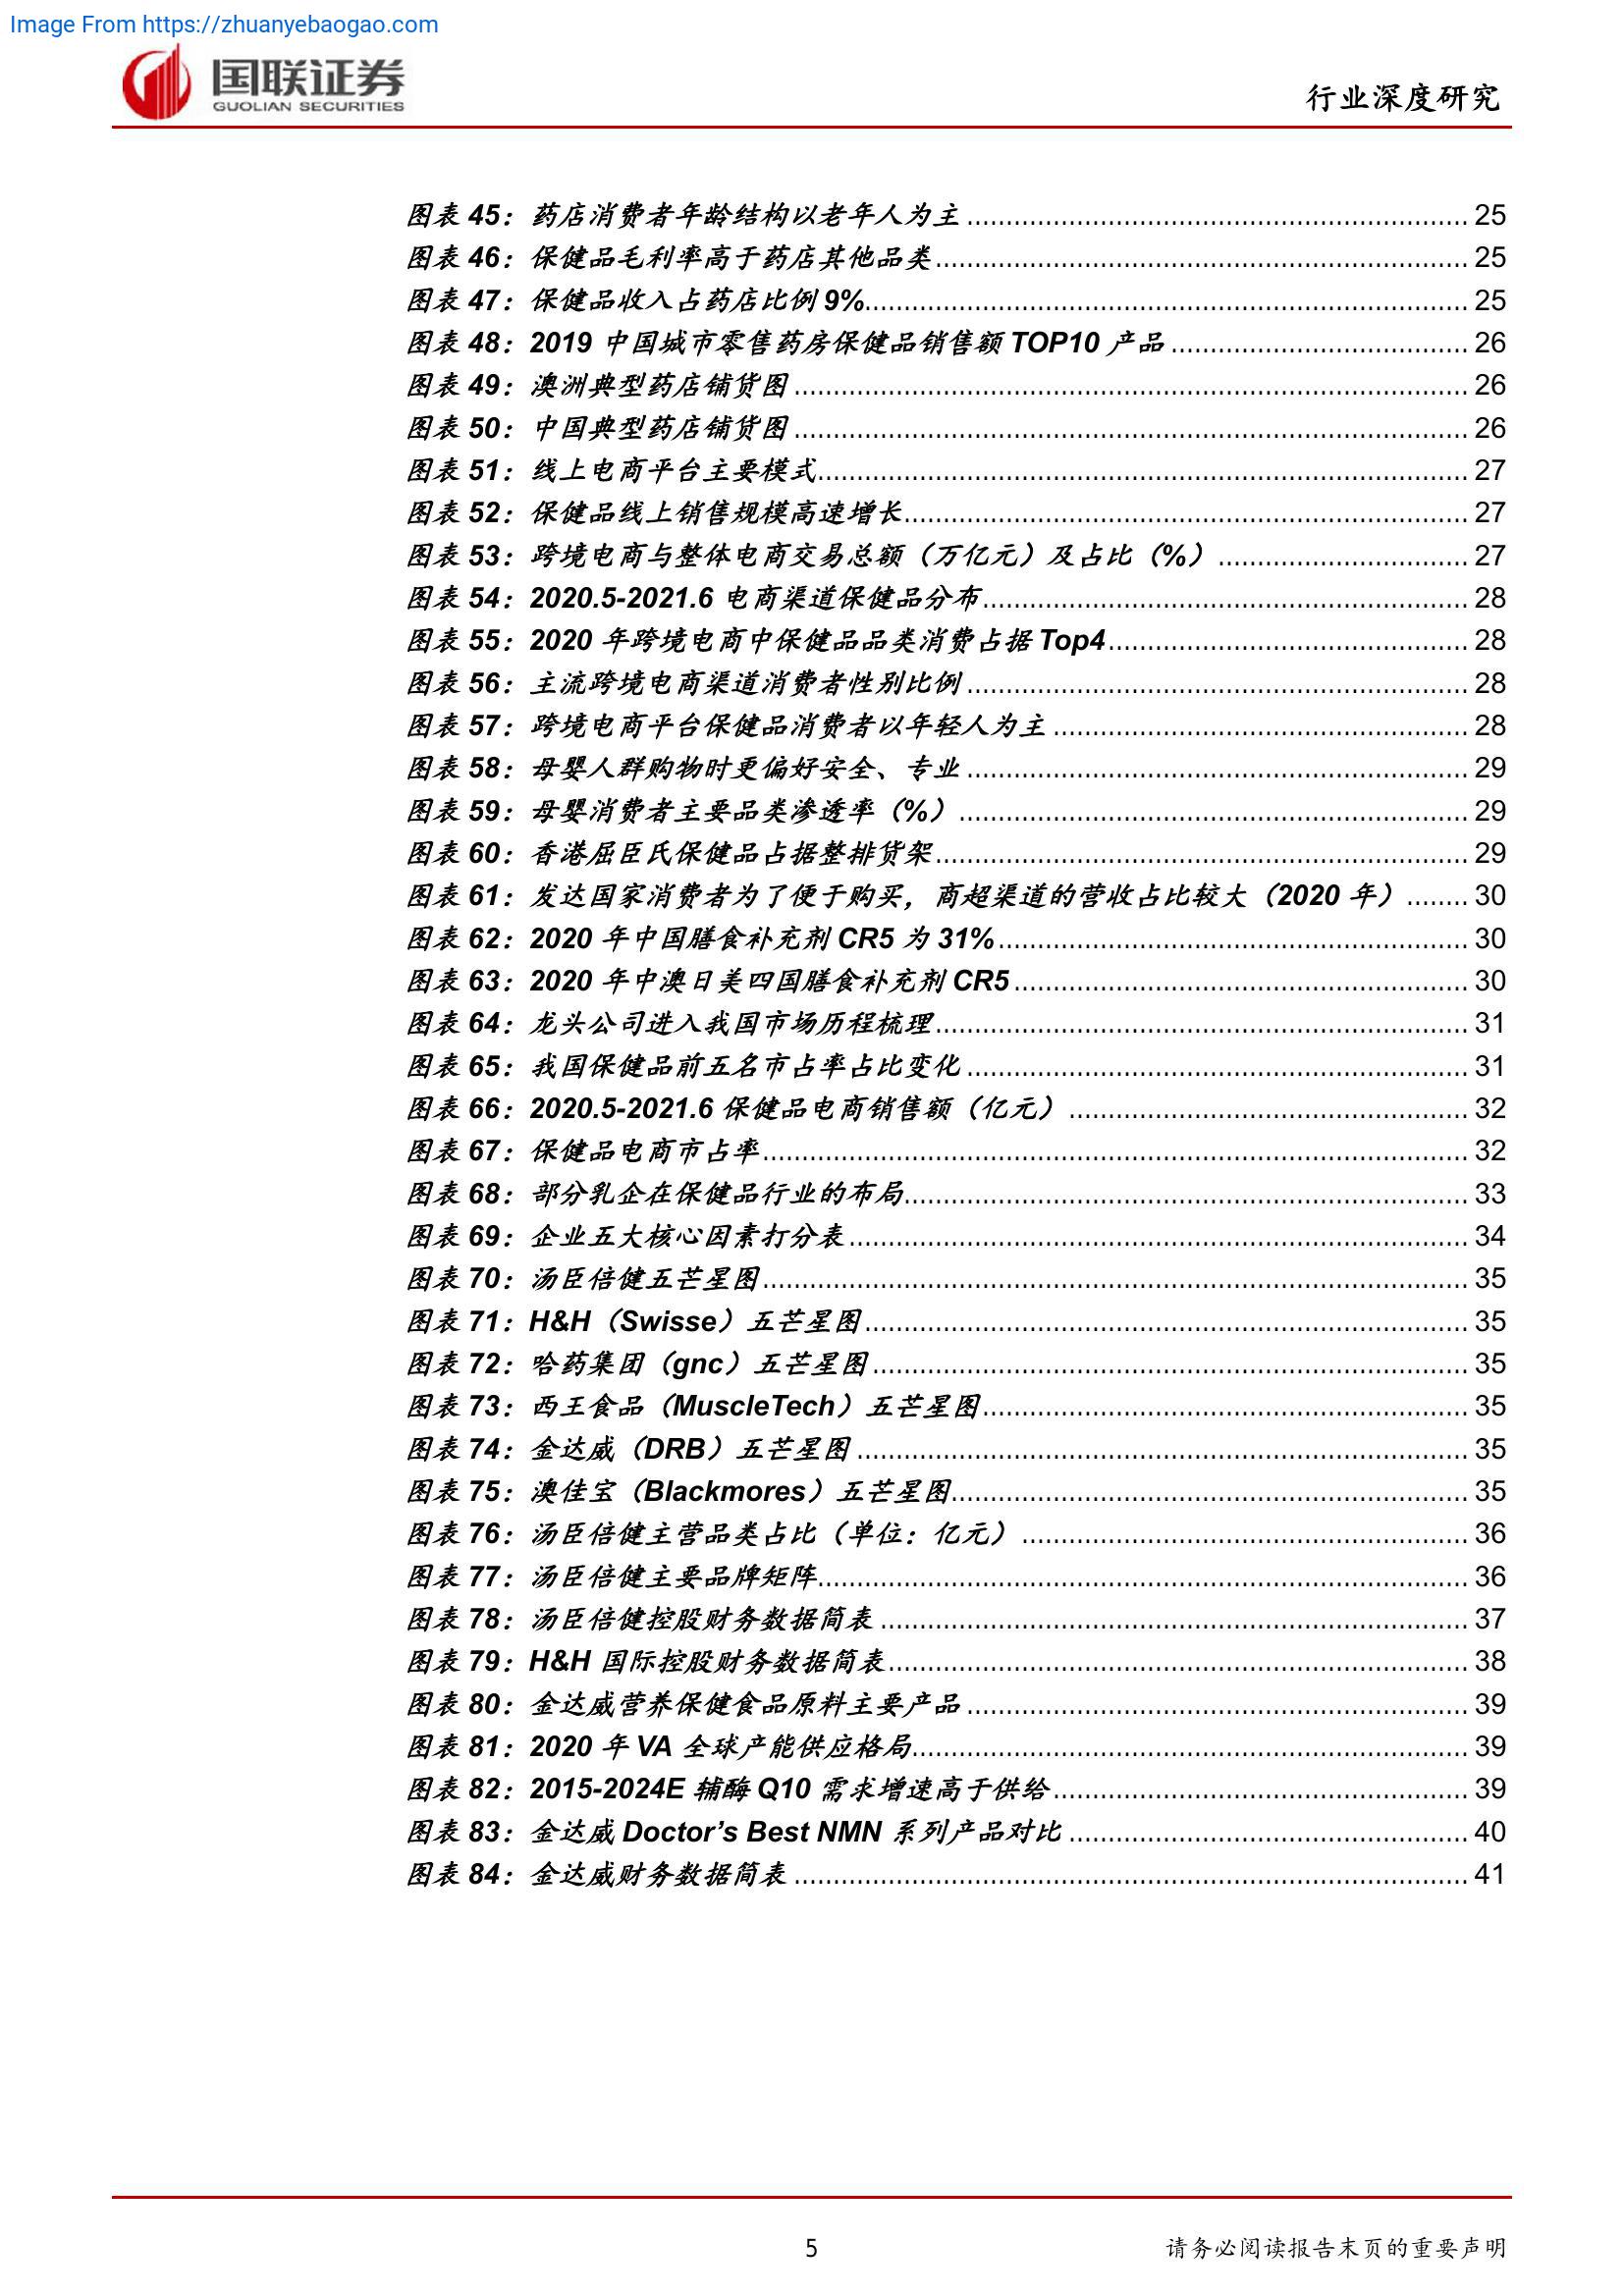 Image From https://zhuanyebaogao.com
国联证券
GUOLIAN SECURITIES
行业深度研究
图表 45：药店消费者年龄结构以老年人为主 25
图表 46：保健品毛利率高于药店其他品类 25
图表 47：保健品收入占药店比例 9% 25
图表 48：2019 中国城市零售药房保健品销售额 TOP10 产品 26
图表 49：澳洲典型药店铺货图 26
图表 50：中国典型药店铺货图 26
图表 51：线上电商平台主要模式 27
图表 52：保健品线上销售规模高速增长 27
图表 53：跨境电商与整体电商交易总额（万亿元）及占比（%） 27
图表 54：2020.5-2021.6 电商渠道保健品分布 28
图表 55：2020 年跨境电商中保健品品类消费占据 Top4 28
图表 56：主流跨境电商渠道消费者性别比例 28
图表 57：跨境电商平台保健品消费者以年轻人为主 28
图表 58：母婴人群购物时更偏好安全、专业 29
图表 59：母婴消费者主要品类渗透率（%） 29
图表 60：香港屈臣氏保健品占据整排货架 29
图表 61：发达国家消费者为了便于购买，商超渠道的营收占比较大（2020 年） 30
图表 62：2020 年中国膳食补充剂 CR5 为 31% 30
图表 63：2020 年中澳日美四国膳食补充剂 CR5 30
图表 64：龙头公司进入我国市场历程梳理 31
图表 65：我国保健品前五名市占率占比变化 31
图表 66：2020.5-2021.6 保健品电商销售额（亿元） 32
图表 67：保健品电商市占率 32
图表 68：部分乳企在保健品行业的布局 33
图表 69：企业五大核心因素打分表 34
图表 70：汤臣倍健五芒星图 35
图表 71：H&H（Swisse）五芒星图 35
图表 72：哈药集团（gnc）五芒星图 35
图表 73：西王食品（MuscleTech）五芒星图 35
图表 74：金达威（DRB）五芒星图 35
图表 75：澳佳宝（Blackmores）五芒星图 35
图表 76：汤臣倍健主营品类占比（单位：亿元） 36
图表 77：汤臣倍健主要品牌矩阵 36
图表 78：汤臣倍健控股财务数据简表 37
图表 79：H&H 国际控股财务数据简表 38
图表 80：金达威营养保健食品原料主要产品 39
图表 81：2020 年 VA 全球产能供应格局 39
图表 82：2015-2024E 辅酶 Q10 需求增速高于供给 39
图表 83：金达威 Doctor’s Best NMN 系列产品对比 40
图表 84：金达威财务数据简表 41
5
请务必阅读报告末页的重要声明